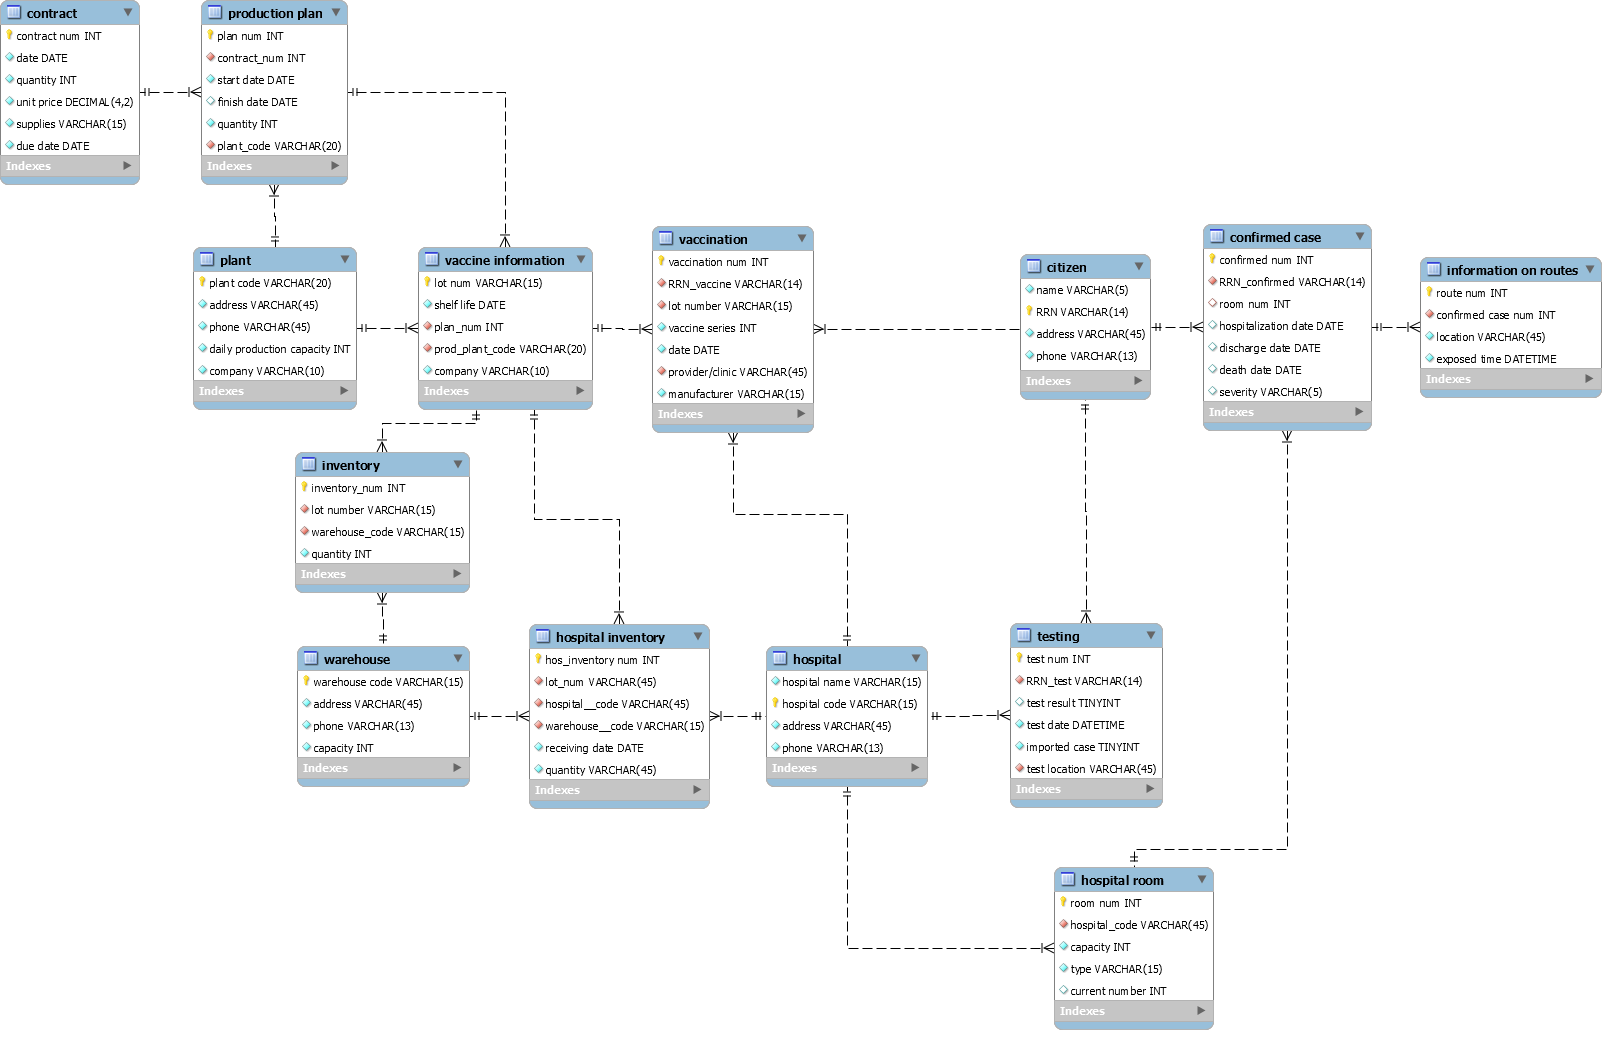 contract
contract num INT
date DATE
quantity INT
unit price DECIMAL(4,2)
supplies VARCHAR(15)
due date DATE
Indexes
production plan
plan num INT
contract_num INT
start date DATE
finish date DATE
quantity INT
plant_code VARCHAR(20)
Indexes
plant
plant code VARCHAR(20)
address VARCHAR(45)
phone VARCHAR(45)
daily production capacity INT
company VARCHAR(10)
Indexes
vaccine information
lot num VARCHAR(15)
shelf life DATE
plan_num INT
prod_plant_code VARCHAR(20)
company VARCHAR(10)
Indexes
vaccination
vaccination num INT
RRN_vaccine VARCHAR(14)
lot number VARCHAR(15)
vaccine series INT
date DATE
provider/clinic VARCHAR(45)
manufacturer VARCHAR(15)
Indexes
citizen
name VARCHAR(5)
RRN VARCHAR(14)
address VARCHAR(45)
phone VARCHAR(13)
Indexes
confirmed case
confirmed num INT
RRN_confirmed VARCHAR(14)
room num INT
hospitalization date DATE
discharge date DATE
death date DATE
severity VARCHAR(5)
Indexes
information on routes
route num INT
confirmed case num INT
location VARCHAR(45)
exposed time DATETIME
Indexes
inventory
inventory_num INT
lot number VARCHAR(15)
warehouse_code VARCHAR(15)
quantity INT
Indexes
warehouse
warehouse code VARCHAR(15)
address VARCHAR(45)
phone VARCHAR(13)
capacity INT
Indexes
hospital inventory
hos_inventory num INT
lot_num VARCHAR(45)
hospital__code VARCHAR(45)
warehouse__code VARCHAR(15)
receiving date DATE
quantity VARCHAR(45)
Indexes
hospital
hospital name VARCHAR(15)
hospital code VARCHAR(15)
address VARCHAR(45)
phone VARCHAR(13)
Indexes
testing
test num INT
RRN_test VARCHAR(14)
test result TINYINT
test date DATETIME
imported case TINYINT
test location VARCHAR(45)
Indexes
hospital room
room num INT
hospital_code VARCHAR(45)
capacity INT
type VARCHAR(15)
current number INT
Indexes